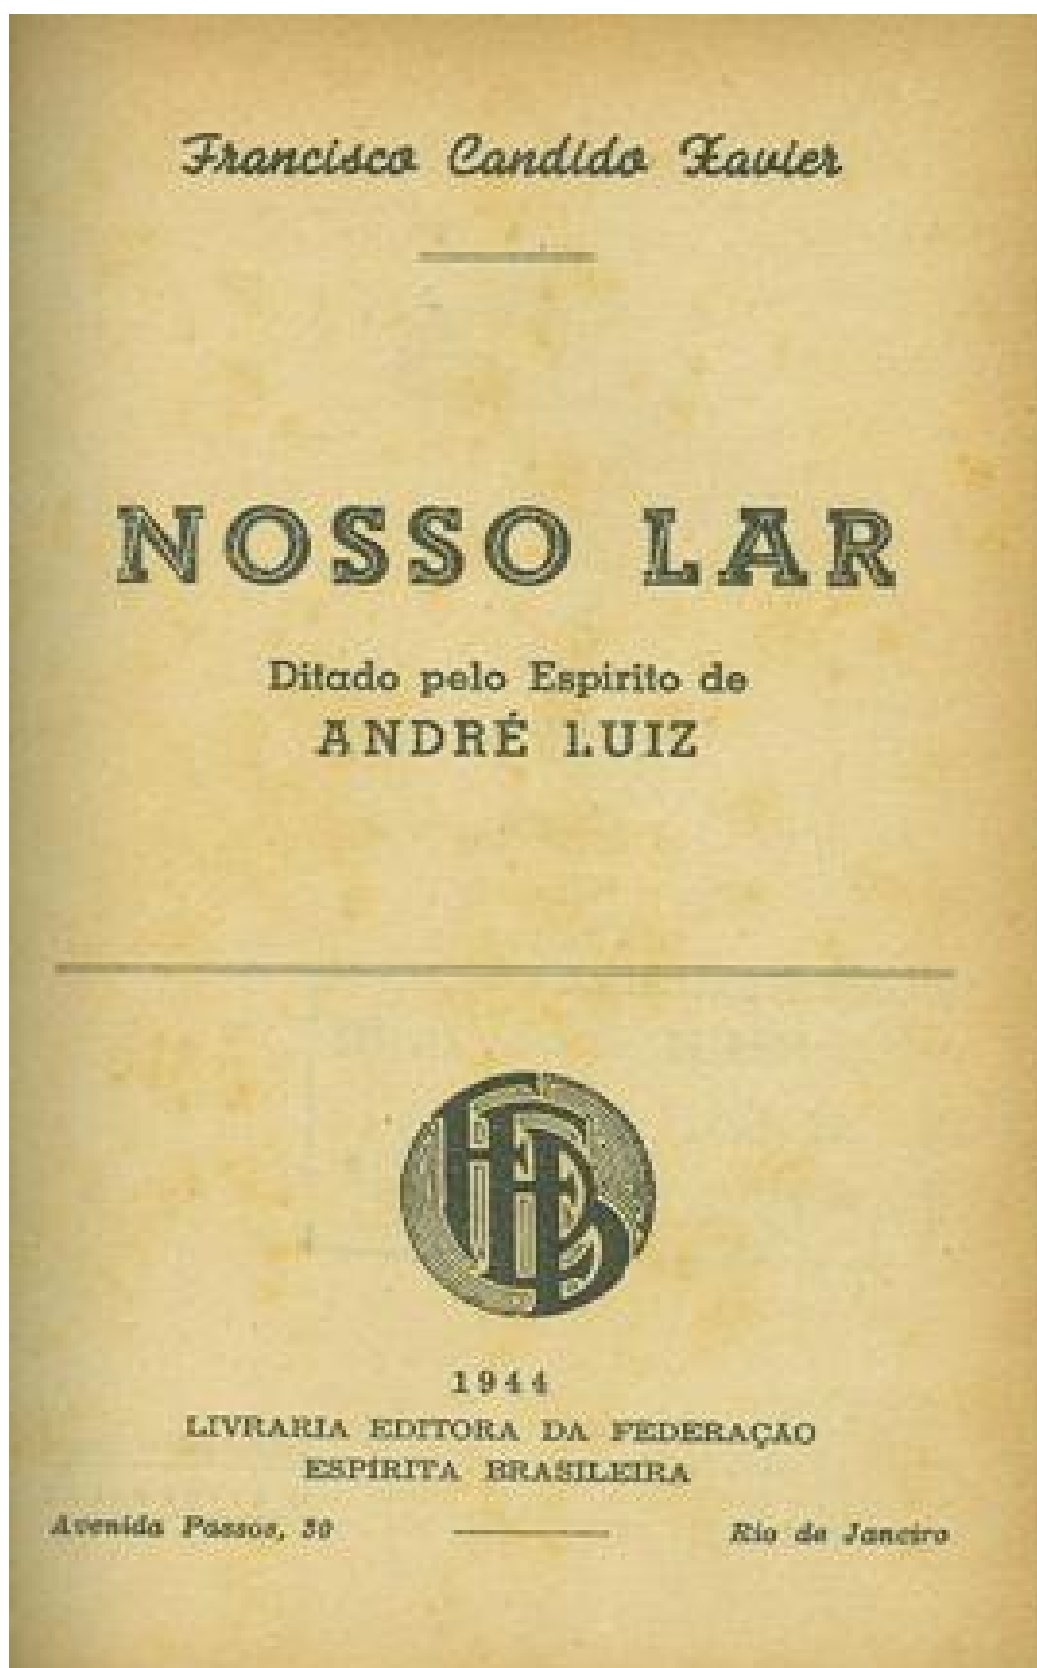 Francisco Candido Xavier
NOSSO LAR
Ditado pelo Espirito de
ANDRÉ LUIZ
FEB
1944
LIVRARIA EDITORA DA FEDERAÇÃO
ESPÍRITA BRASILEIRA
Avenida Passos, 30
Rio de Janeiro